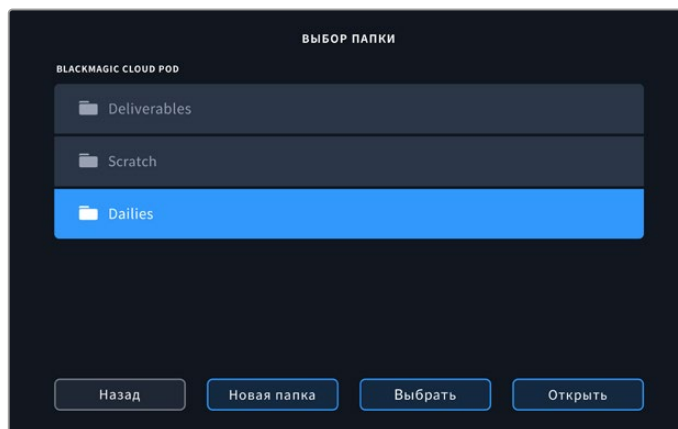 ВЫБОР ПАПКИ
BLACKMAGIC CLOUD POD
Deliverables
Scratch
Dailies
Назад Новая папка Выбрать Открыть